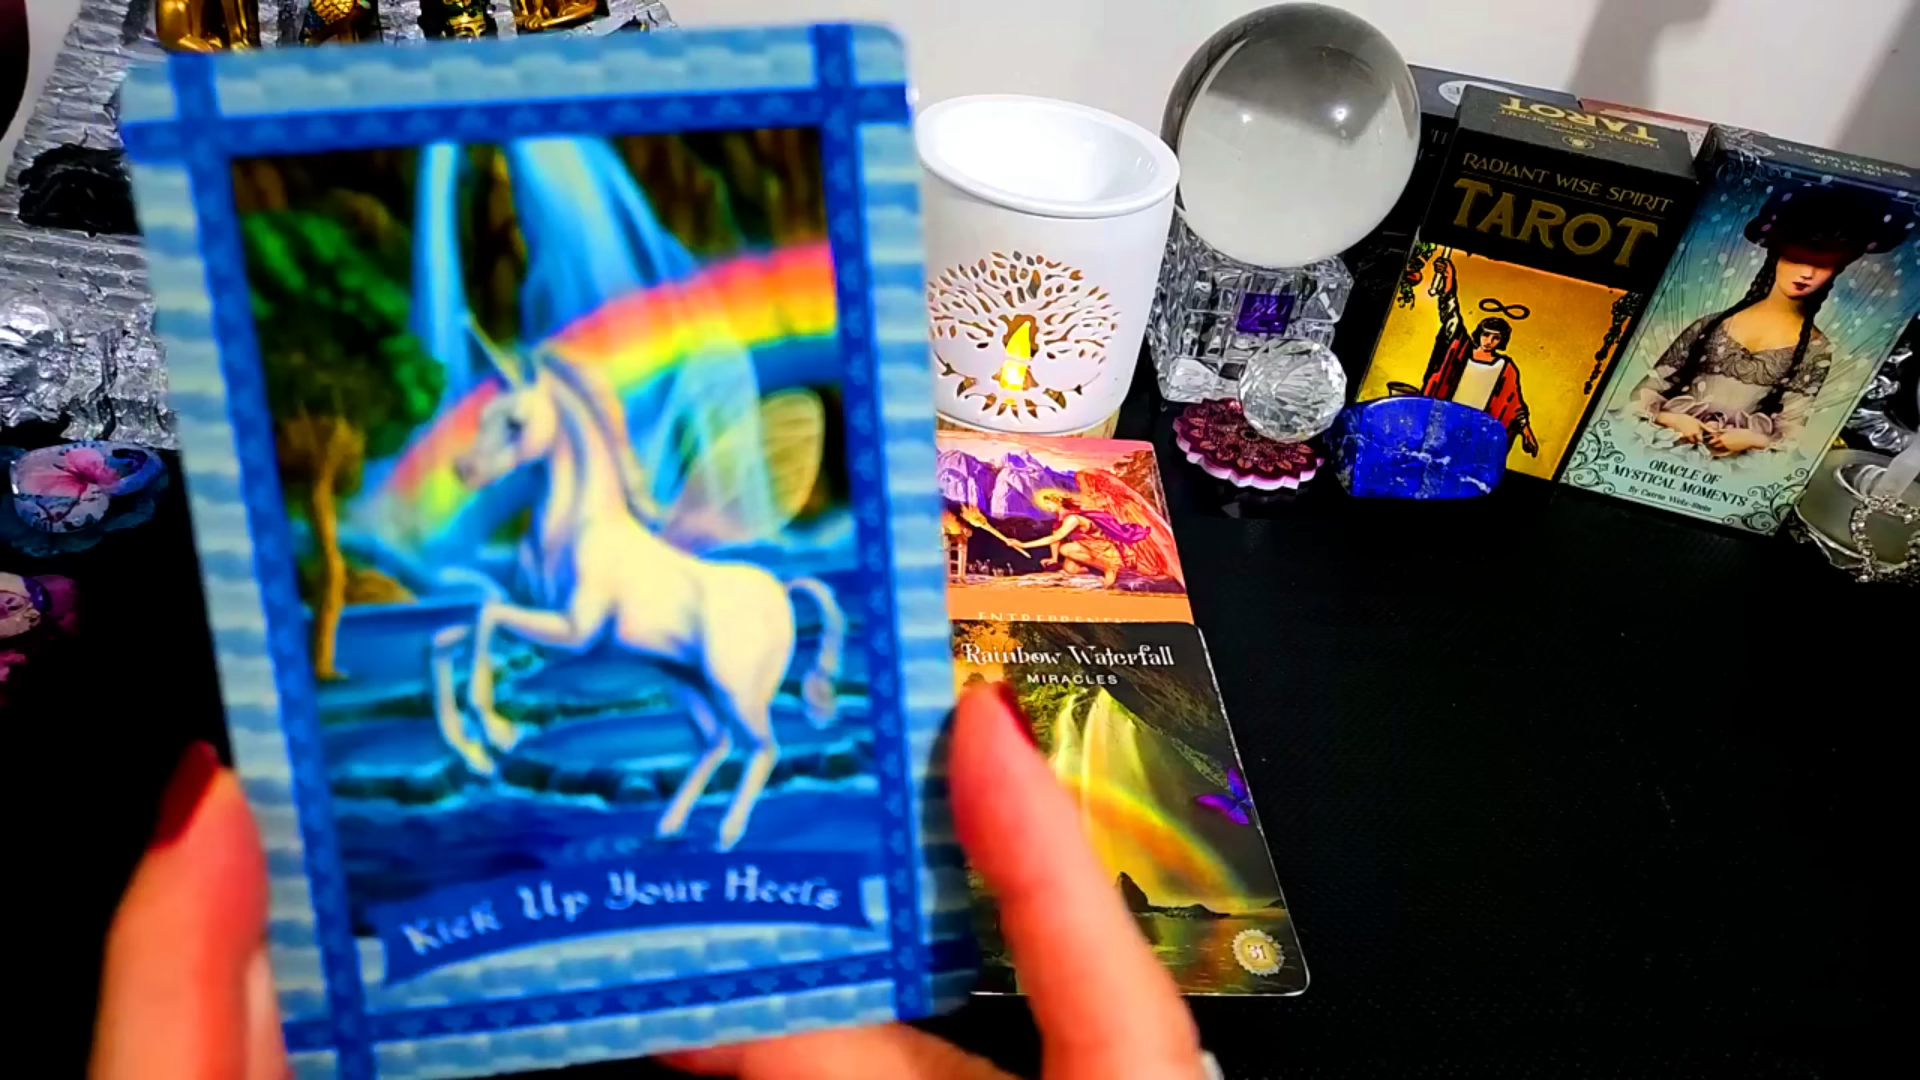 Kick Up Your Heels
TAROT
RADIANT WISE SPIRIT
TAROT
ORACLE OF
MYSTICAL MOMENTS
By Catrin Welz-Stein
ENTREPRENEUR
Rainbow Waterfall
MIRACLES
31